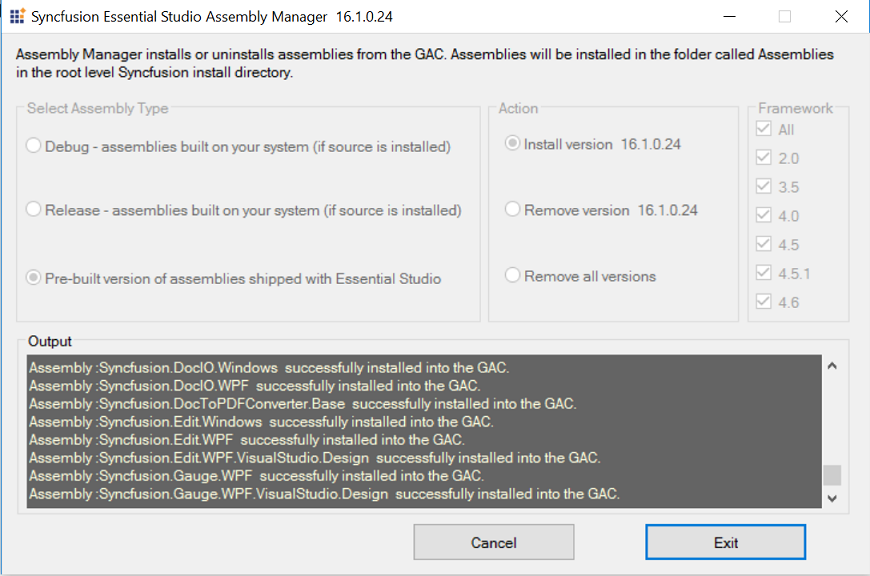 Syncfusion Essential Studio Assembly Manager 16.1.0.24
Assembly Manager installs or uninstalls assemblies from the GAC. Assemblies will be installed in the folder called Assemblies
in the root level Syncfusion install directory.
Select Assembly Type
Debug - assemblies built on your system (if source is installed)
Release - assemblies built on your system (if source is installed)
Pre-built version of assemblies shipped with Essential Studio
Action
Install version 16.1.0.24
Remove version 16.1.0.24
Remove all versions
Framework
All
2.0
3.5
4.0
4.5
4.5.1
4.6
Output
Assembly :Syncfusion.DocIO.Windows successfully installed into the GAC.
Assembly :Syncfusion.DocIO.WPF successfully installed into the GAC.
Assembly :Syncfusion.DocToPDFConverter.Base successfully installed into the GAC.
Assembly :Syncfusion.Edit.Windows successfully installed into the GAC.
Assembly :Syncfusion.Edit.WPF successfully installed into the GAC.
Assembly :Syncfusion.Edit.WPF.VisualStudio.Design successfully installed into the GAC.
Assembly :Syncfusion.Gauge.WPF successfully installed into the GAC.
Assembly :Syncfusion.Gauge.WPF.VisualStudio.Design successfully installed into the GAC.
Cancel
Exit